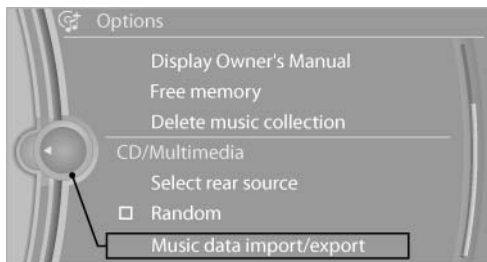 Options
Display Owner's Manual
Free memory
Delete music collection
CD/Multimedia
Select rear source
Random
Music data import/export